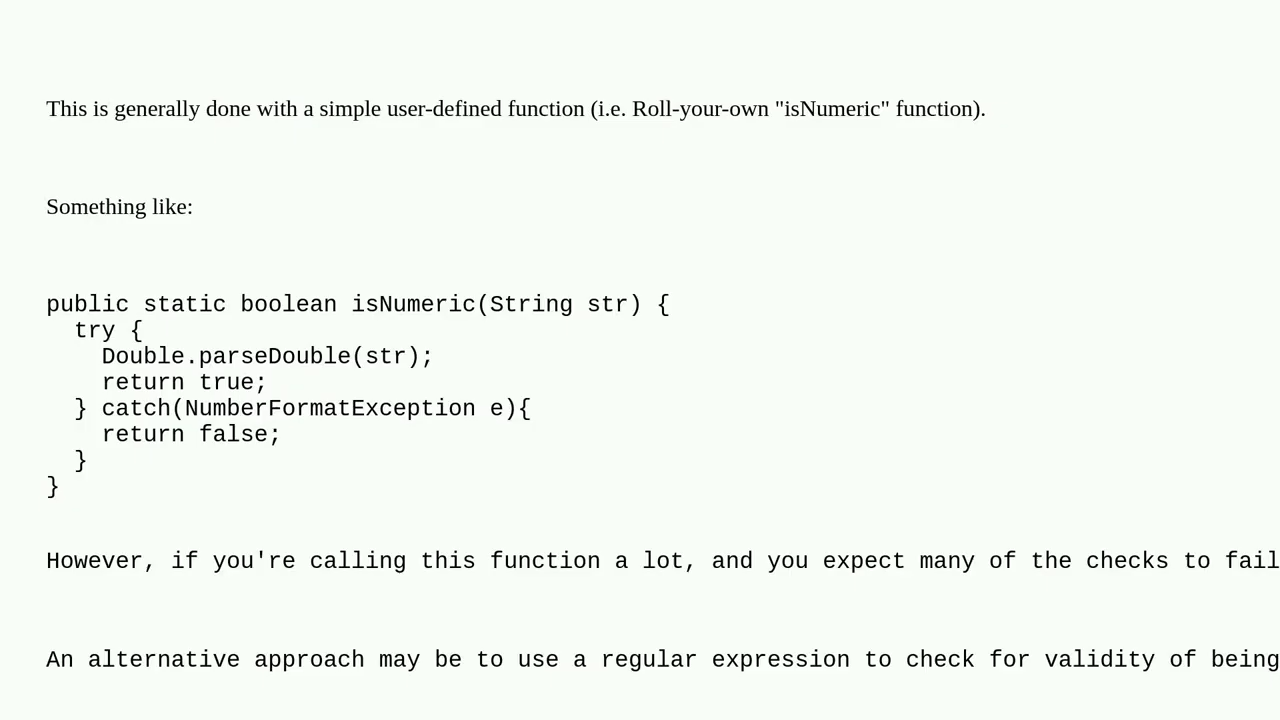 This is generally done with a simple user-defined function (i.e. Roll-your-own "isNumeric" function).
Something like:
public static boolean isNumeric(String str) {
  try {
    Double.parseDouble(str);
    return true;
  } catch(NumberFormatException e){
    return false;
  }
}
However, if you're calling this function a lot, and you expect many of the checks to fail
An alternative approach may be to use a regular expression to check for validity of being